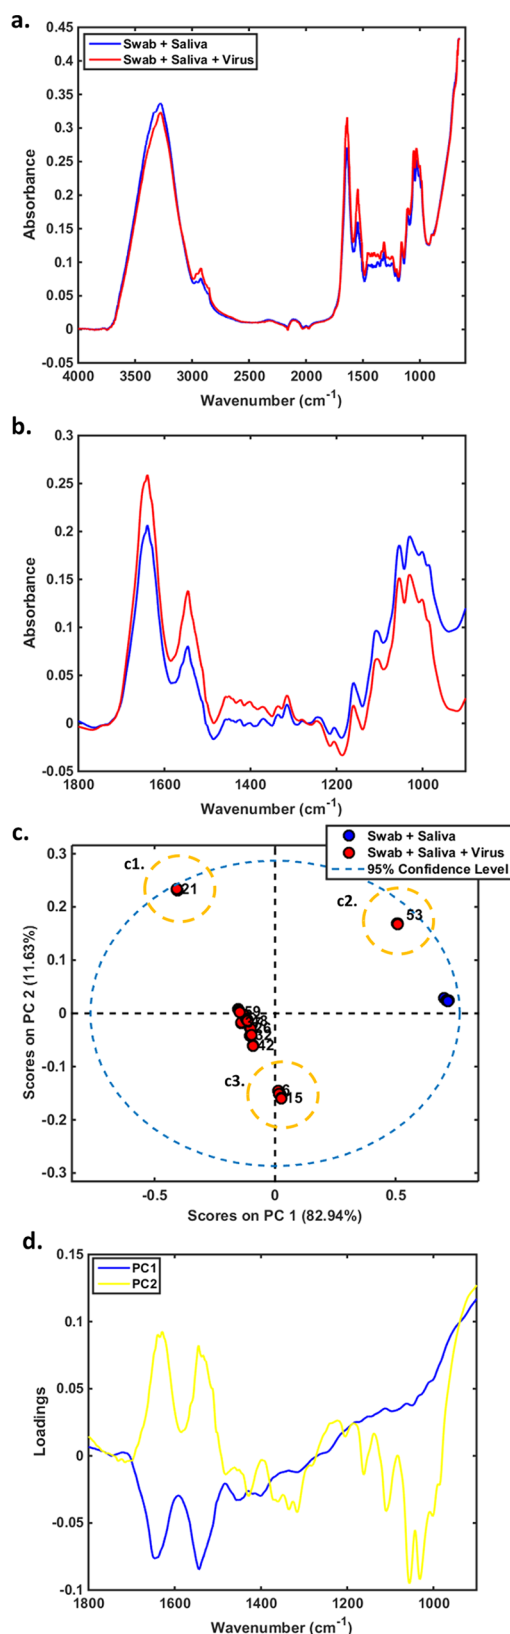 a.
0.45
0.4
0.35
0.3
0.25
0.2
0.15
0.1
0.05
0
-0.05
Absorbance
Swab + Saliva
Swab + Saliva + Virus
4000 3500 3000 2500 2000 1500 1000
Wavenumber (cm-1)
b.
0.3
0.25
0.2
0.15
0.1
0.05
0
-0.05
Absorbance
1800 1600 1400 1200 1000
Wavenumber (cm-1)
c.
Swab + Saliva
Swab + Saliva + Virus
95% Confidence Level
0.3
0.2
0.1
0
-0.1
-0.2
-0.3
Scores on PC 2 (11.63%)
c1.
21
c2.
53
59
32
42
c3.
6
15
-0.5 0 0.5
Scores on PC 1 (82.94%)
d.
0.15
0.1
0.05
0
-0.05
-0.1
Loadings
PC1
PC2
1800 1600 1400 1200 1000
Wavenumber (cm-1)